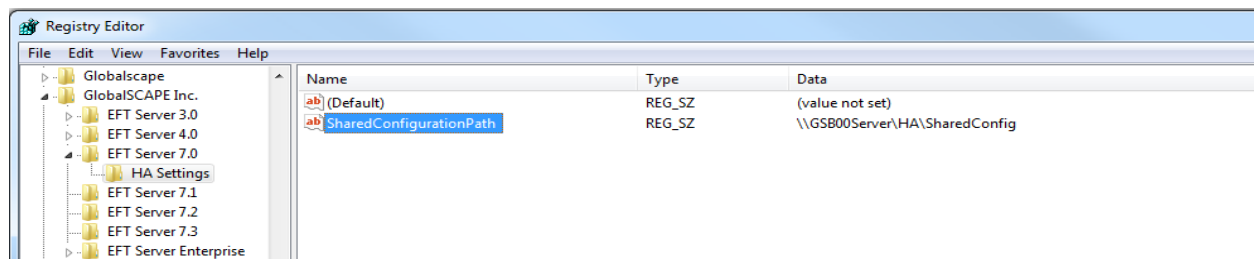 Registry Editor
File Edit View Favorites Help
Globalscape
GlobalSCAPE Inc.
EFT Server 3.0
EFT Server 4.0
EFT Server 7.0
HA Settings
EFT Server 7.1
EFT Server 7.2
EFT Server 7.3
EFT Server Enterprise
Name Type Data
ab (Default) REG_SZ (value not set)
ab SharedConfigurationPath REG_SZ \\GSB00Server\HA\SharedConfig